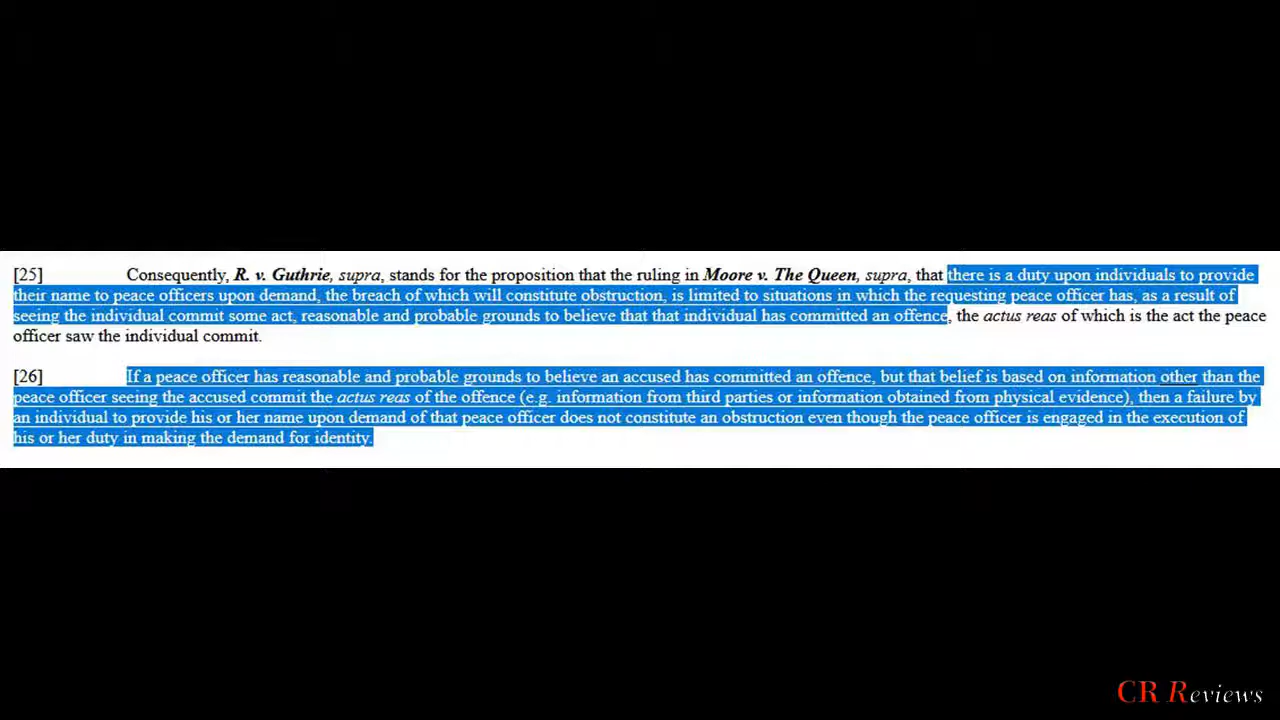 [25] Consequently, R. v. Guthrie, supra, stands for the proposition that the ruling in Moore v. The Queen, supra, that there is a duty upon individuals to provide
their name to peace officers upon demand, the breach of which will constitute obstruction, is limited to situations in which the requesting peace officer has, as a result of
seeing the individual commit some act, reasonable and probable grounds to believe that that individual has committed an offence, the actus reas of which is the act the peace
officer saw the individual commit.
[26] If a peace officer has reasonable and probable grounds to believe an accused has committed an offence, but that belief is based on information other than the
peace officer seeing the accused commit the actus reas of the offence (e.g. information from third parties or information obtained from physical evidence), then a failure by
an individual to provide his or her name upon demand of that peace officer does not constitute an obstruction even though the peace officer is engaged in the execution of
his or her duty in making the demand for identity.
CR Reviews